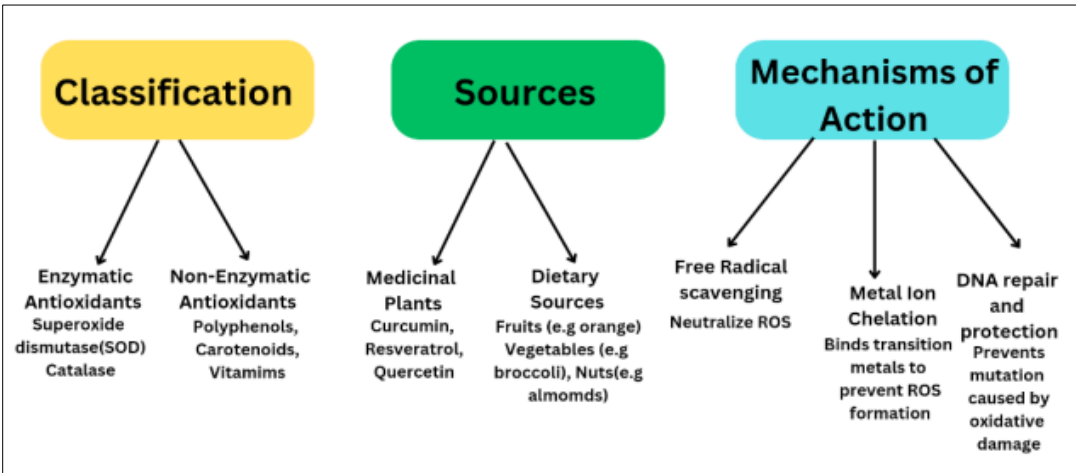 Classification
Enzymatic
Antioxidants
Superoxide
dismutase(SOD)
Catalase
Non-Enzymatic
Antioxidants
Polyphenols,
Carotenoids,
Vitamims
Sources
Medicinal
Plants
Curcumin,
Resveratrol,
Quercetin
Dietary
Sources
Fruits (e.g orange)
Vegetables (e.g
broccoli), Nuts(e.g
almomds)
Mechanisms of
Action
Free Radical
scavenging
Neutralize ROS
Metal Ion
Chelation
Binds transition
metals to
prevent ROS
formation
DNA repair
and
protection
Prevents
mutation
caused by
oxidative
damage